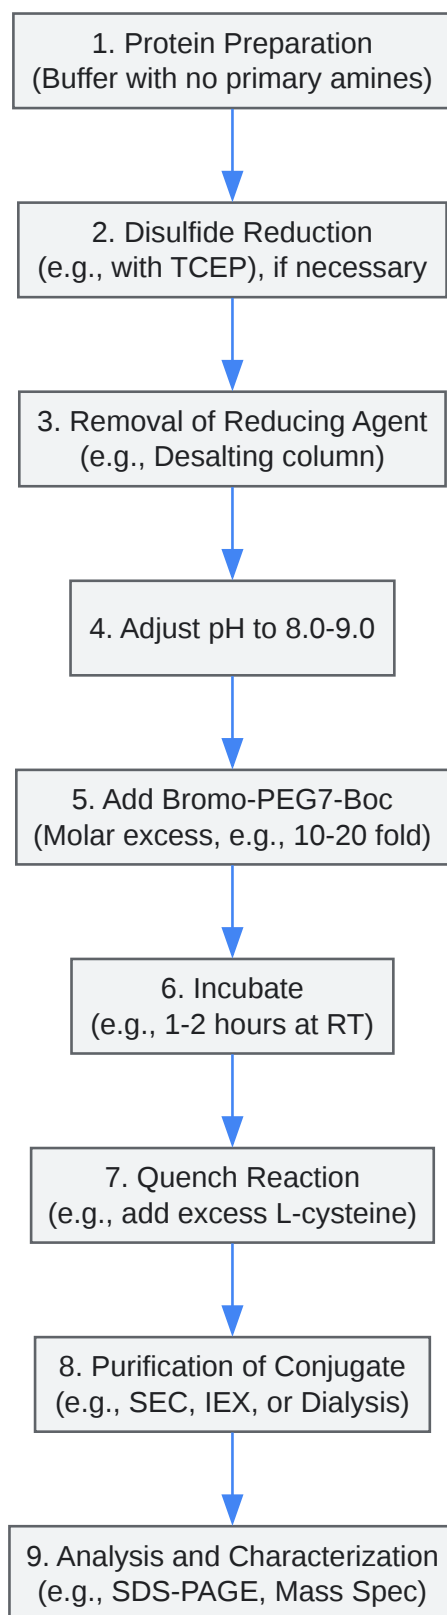 1. Protein Preparation
(Buffer with no primary amines)
2. Disulfide Reduction
(e.g., with TCEP), if necessary
3. Removal of Reducing Agent
(e.g., Desalting column)
4. Adjust pH to 8.0-9.0
5. Add Bromo-PEG7-Boc
(Molar excess, e.g., 10-20 fold)
6. Incubate
(e.g., 1-2 hours at RT)
7. Quench Reaction
(e.g., add excess L-cysteine)
8. Purification of Conjugate
(e.g., SEC, IEX, or Dialysis)
9. Analysis and Characterization
(e.g., SDS-PAGE, Mass Spec)